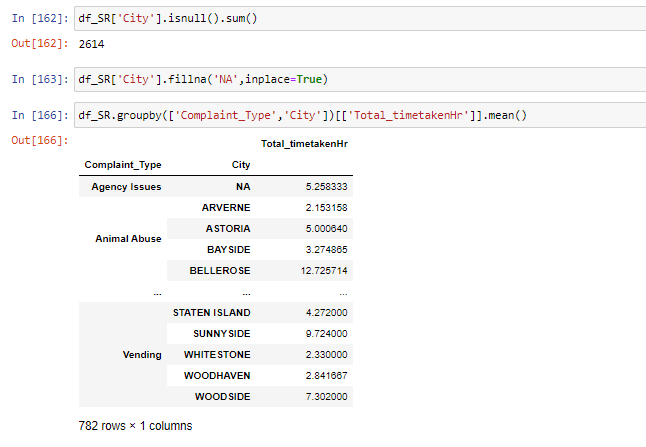 In [162]: df_SR['City'].isnull().sum()
Out[162]: 2614
In [163]: df_SR['City'].fillna('NA',inplace=True)
In [166]: df_SR.groupby(['Complaint_Type','City'])[['Total_timetakenHr']].mean()
Out[166]:
Total_timetakenHr
Complaint_Type City
Agency Issues NA 5.258333
ARVERNE 2.153158
Animal Abuse ASTORIA 5.000640
BAYSIDE 3.274865
BELLEROSE 12.725714
... ... ...
STATEN ISLAND 4.272000
SUNNYSIDE 9.724000
Vending WHITESTONE 2.330000
WOODHAVEN 2.841667
WOODSIDE 7.302000
782 rows × 1 columns